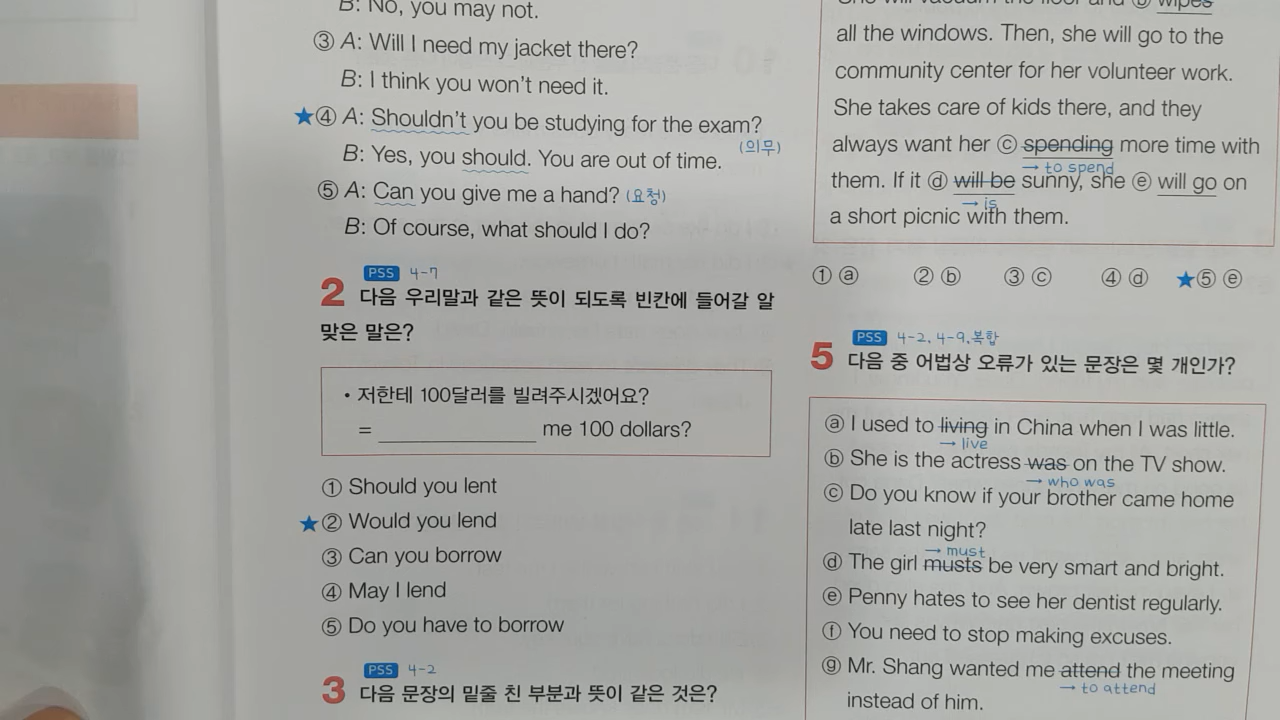 B: No, you may not.
③ A: Will I need my jacket there?
B: I think you won't need it.
★④ A: Shouldn't you be studying for the exam?
(의무)
B: Yes, you should. You are out of time.
⑤ A: Can you give me a hand? (요청)
B: Of course, what should I do?
PSS 4-7
2 다음 우리말과 같은 뜻이 되도록 빈칸에 들어갈 알
맞은 말은?
• 저한테 100달러를 빌려주시겠어요?
= ____________ me 100 dollars?
① Should you lent
★② Would you lend
③ Can you borrow
④ May I lend
⑤ Do you have to borrow
PSS 4-2
3 다음 문장의 밑줄 친 부분과 뜻이 같은 것은?
She will vacuum the floor and ⓑ wipes
all the windows. Then, she will go to the
community center for her volunteer work.
She takes care of kids there, and they
always want her ⓒ spending more time with
→ to spend
them. If it ⓓ will be sunny, she ⓔ will go on
→ is
a short picnic with them.
① ⓐ ② ⓑ ③ ⓒ ④ ⓓ ★⑤ ⓔ
PSS 4-2, 4-9, 복합
5 다음 중 어법상 오류가 있는 문장은 몇 개인가?
ⓐ I used to living in China when I was little.
→ live
ⓑ She is the actress was on the TV show.
→ who was
ⓒ Do you know if your brother came home
late last night?
→ must
ⓓ The girl musts be very smart and bright.
ⓔ Penny hates to see her dentist regularly.
ⓕ You need to stop making excuses.
ⓖ Mr. Shang wanted me attend the meeting
→ to attend
instead of him.